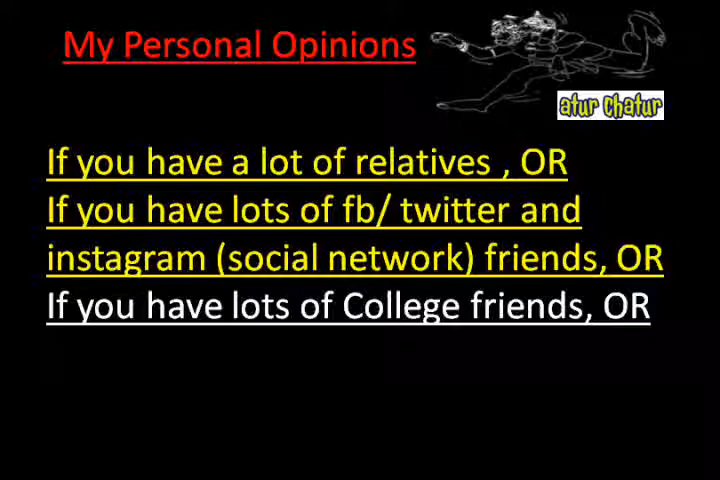 My Personal Opinions
atur chatur
If you have a lot of relatives , OR
If you have lots of fb/ twitter and
instagram (social network) friends, OR
If you have lots of College friends, OR